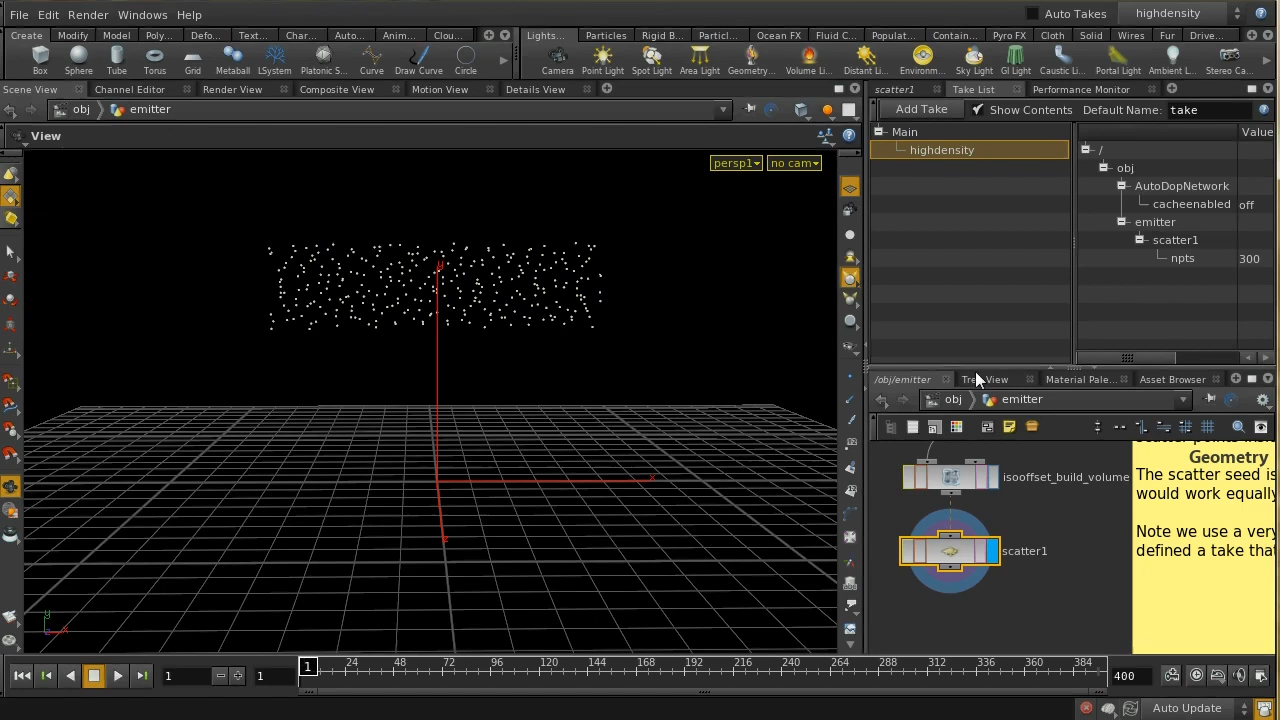 File Edit Render Windows Help
Auto Takes highdensity
Create Modify Model Poly... Defo... Text... Char... Auto... Anim... Clou...
Lights... Particles Rigid B... Particl... Ocean FX Fluid C... Populat... Contain... Pyro FX Cloth Solid Wires Fur Drive...
Box Sphere Tube Torus Grid Metaball LSystem Platonic S... Curve Draw Curve Circle
Camera Point Light Spot Light Area Light Geometry... Volume Li... Distant Li... Environm... Sky Light GI Light Caustic Li... Portal Light Ambient L... Stereo Ca...
Scene View Channel Editor Render View Composite View Motion View Details View
scatter1 Take List Performance Monitor
obj emitter
Add Take Show Contents Default Name: take
View
persp1 no cam
Main
highdensity
Value
/
obj
AutoDopNetwork
cacheenabled off
emitter
scatter1
npts 300
/obj/emitter Tree View Material Pale... Asset Browser
obj emitter
isooffset_build_volume
scatter1
Geometry
The scatter seed is
would work equally
Note we use a very
defined a take tha
y
x
z
y
x
1
1
1 24 48 72 96 120 144 168 192 216 240 264 288 312 336 364 384
400
Auto Update